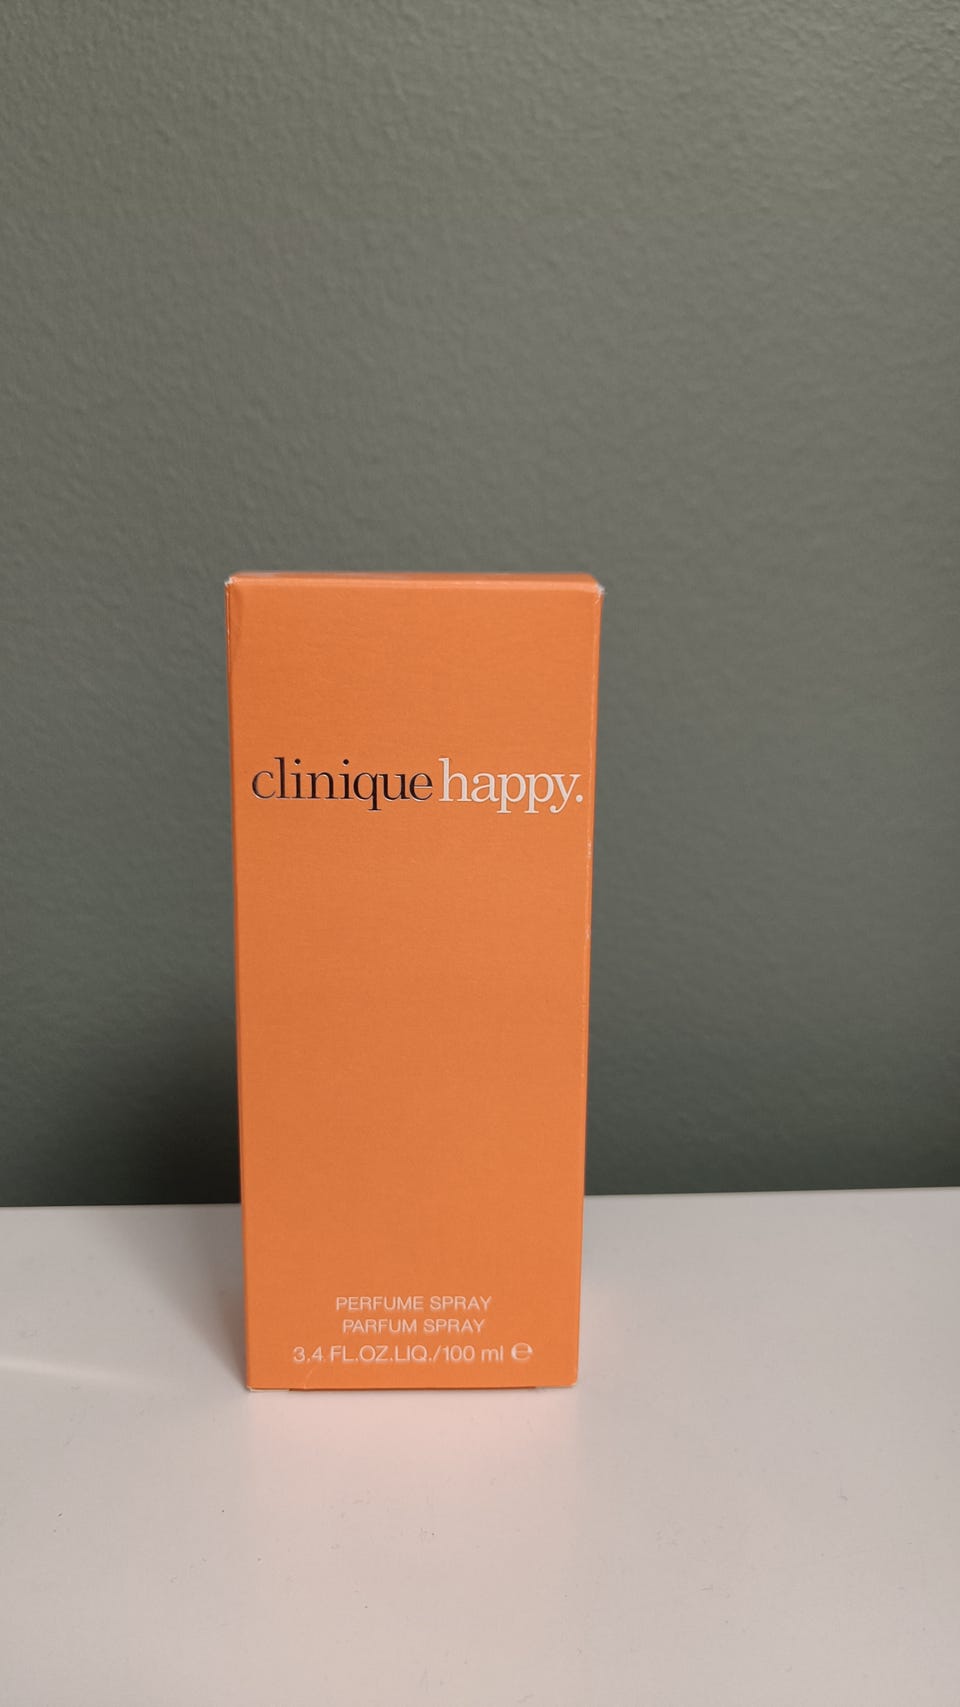 clinique happy.
PERFUME SPRAY
PARFUM SPRAY
3.4 FL.OZ.LIQ./100 ml ℮